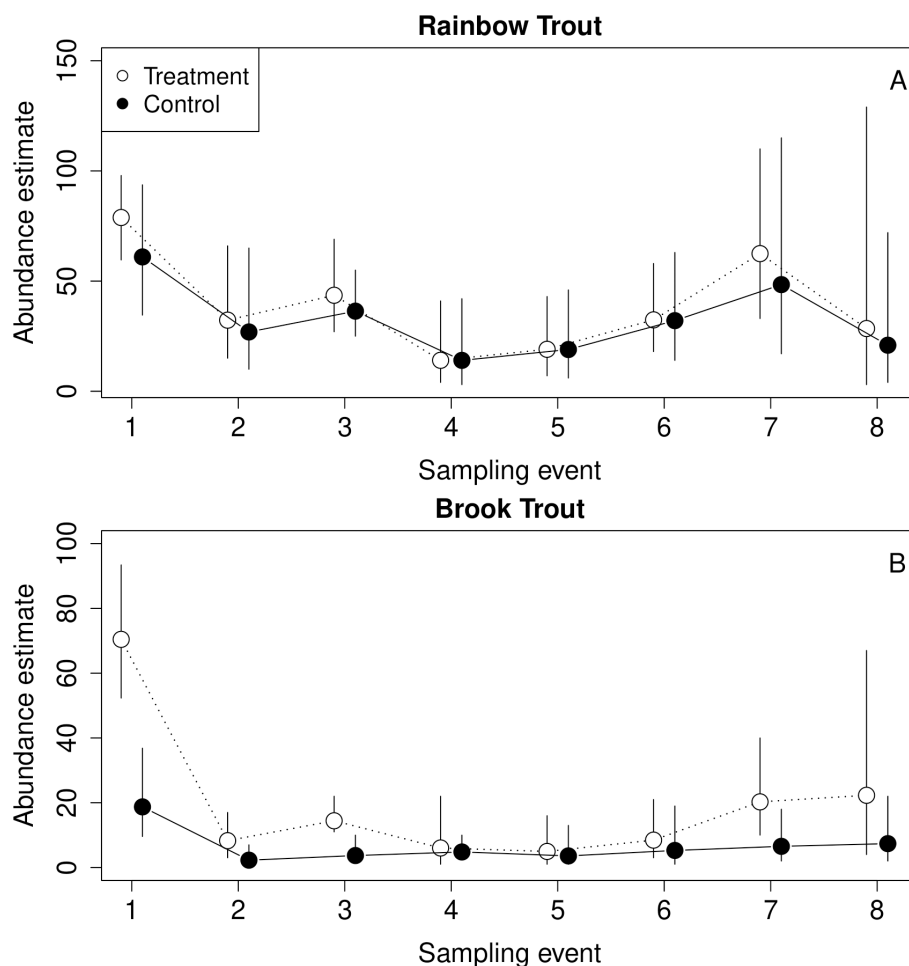 Rainbow Trout
A
Treatment
Control
Abundance estimate
150
100
50
0
1 2 3 4 5 6 7 8
Sampling event
Brook Trout
B
Abundance estimate
100
80
60
40
20
0
1 2 3 4 5 6 7 8
Sampling event